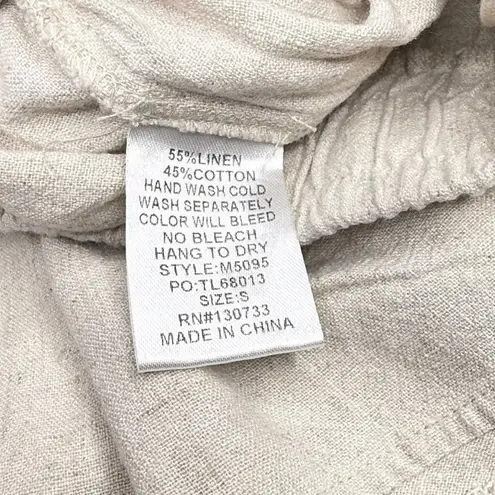 55%LINEN
45%COTTON
HAND WASH COLD
WASH SEPARATELY
COLOR WILL BLEED
NO BLEACH
HANG TO DRY
STYLE:M5095
PO:TL68013
SIZE:S
RN#130733
MADE IN CHINA